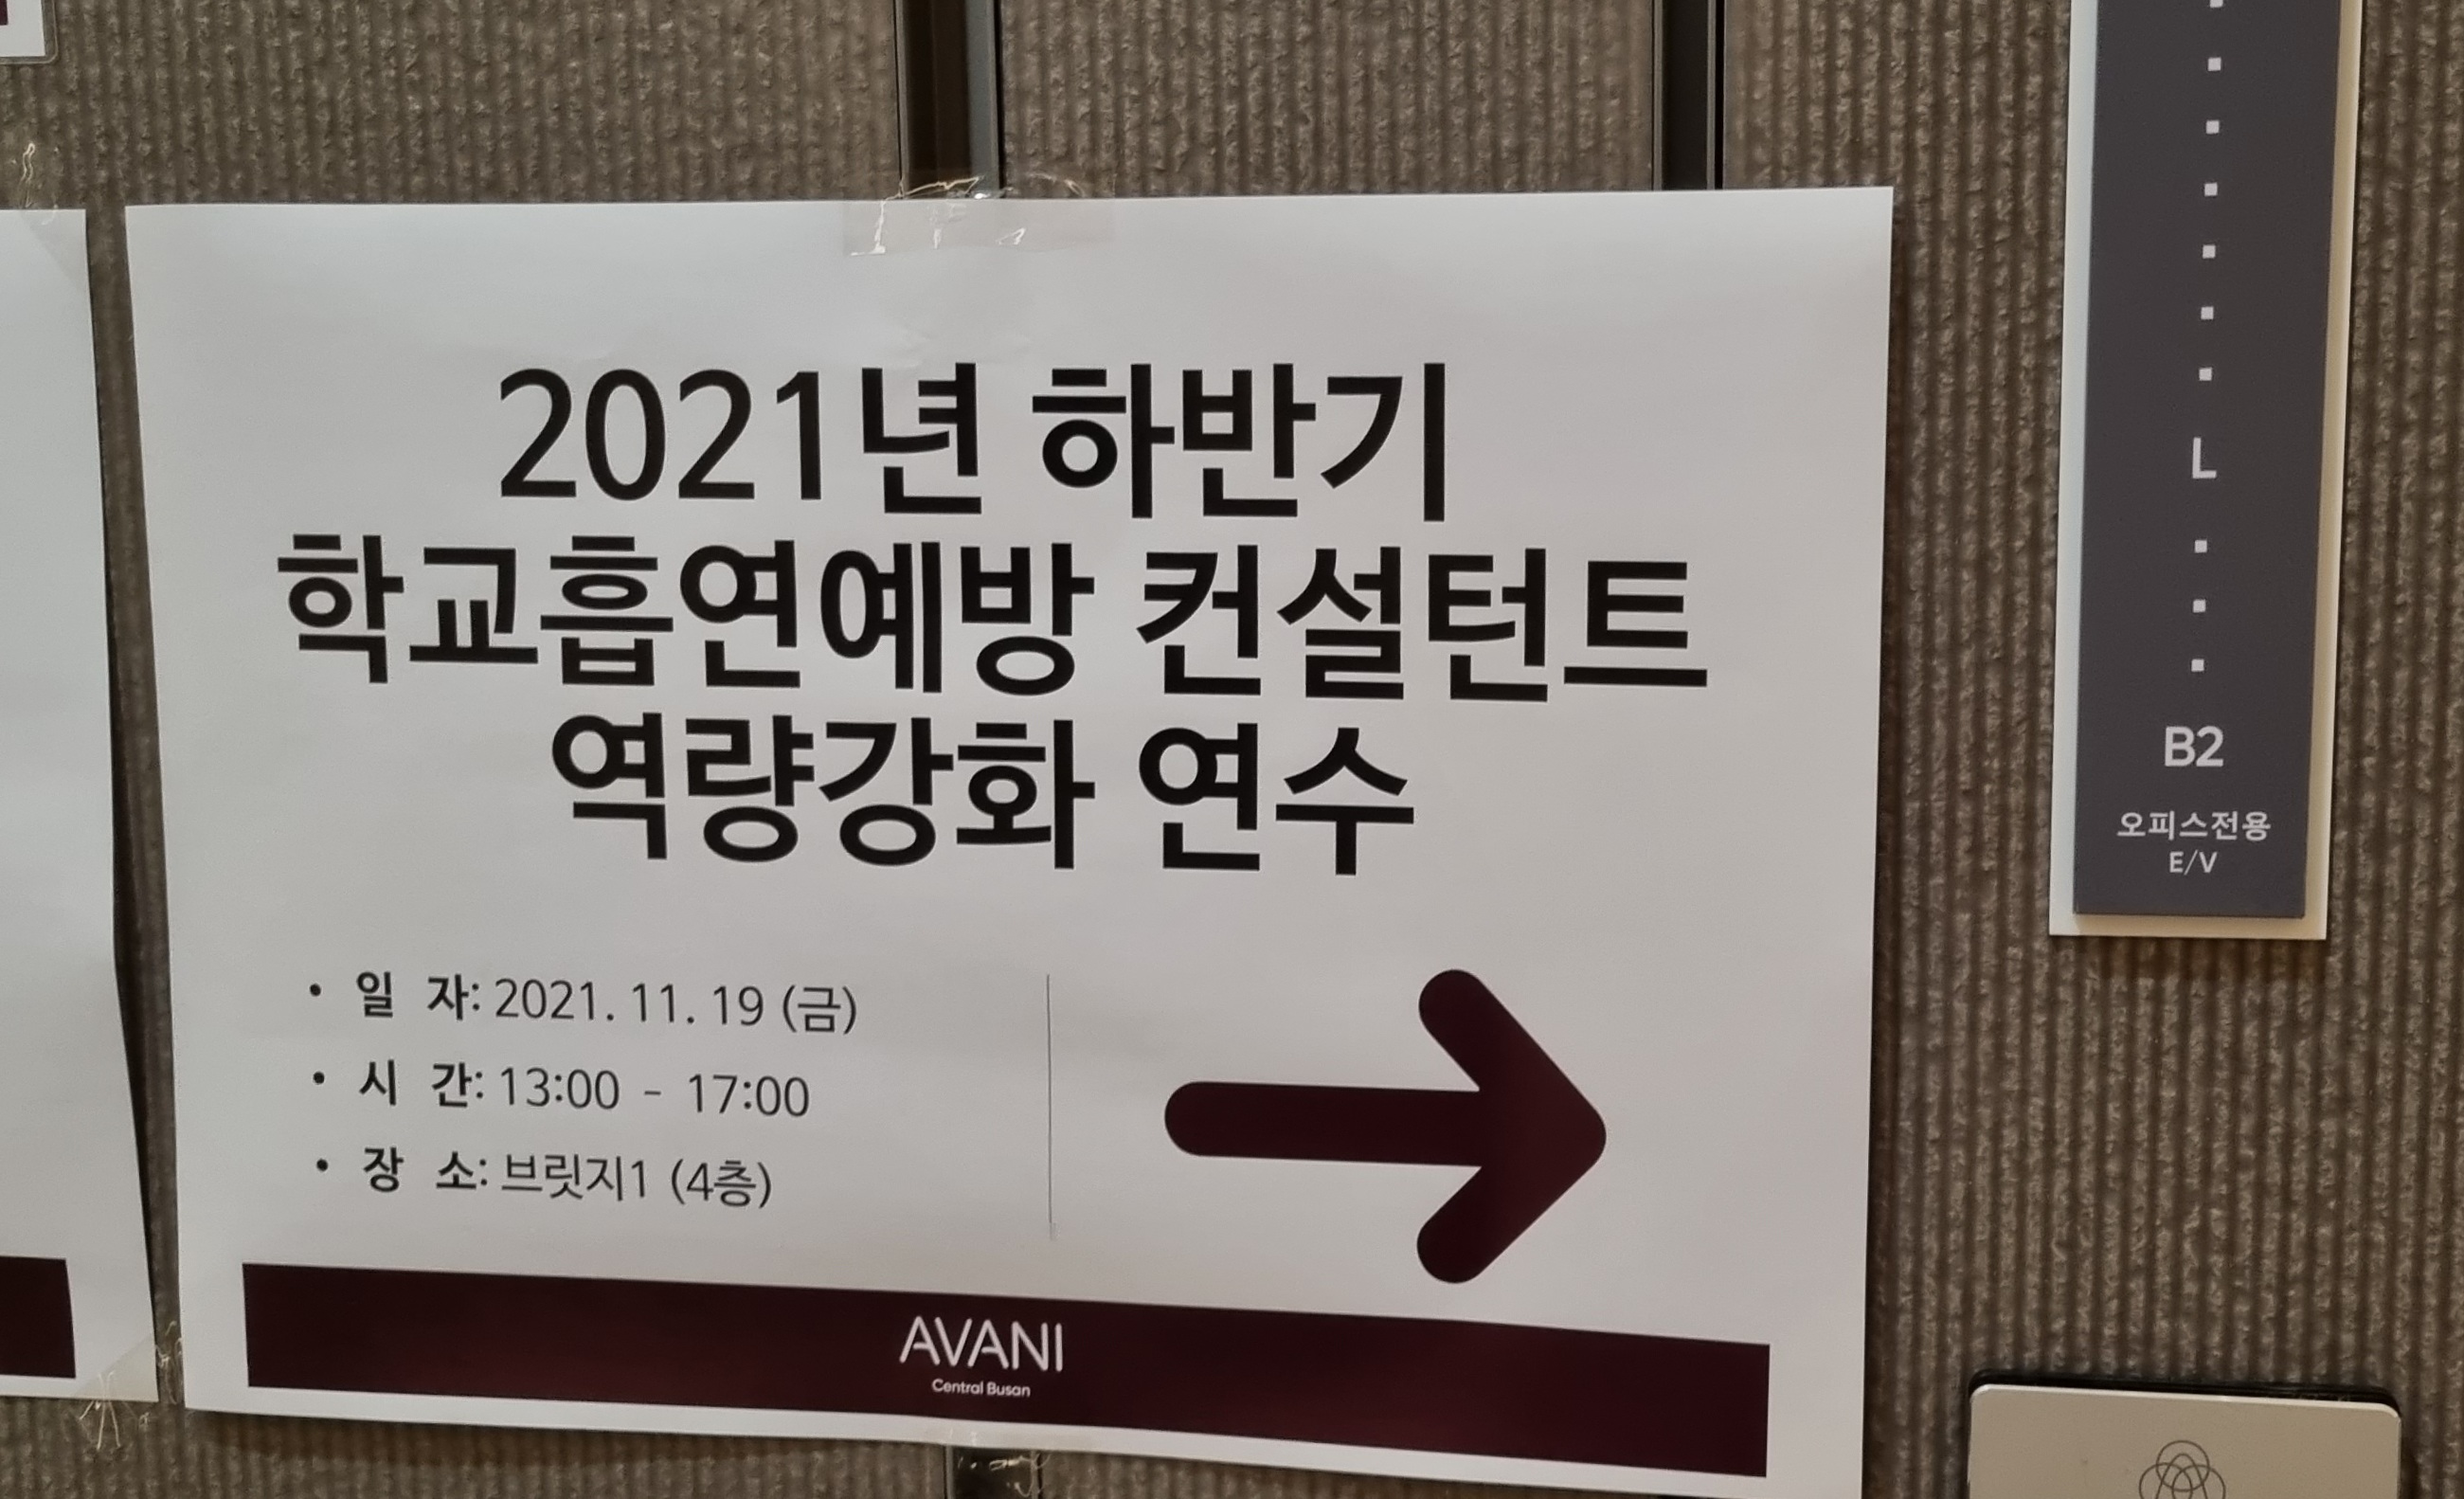 2021년 하반기
학교흡연예방 컨설턴트
역량강화 연수
• 일 자: 2021. 11. 19 (금)
• 시 간: 13:00 - 17:00
• 장 소: 브릿지1 (4층)
AVANI
Central Busan
L
B2
오피스전용
E/V